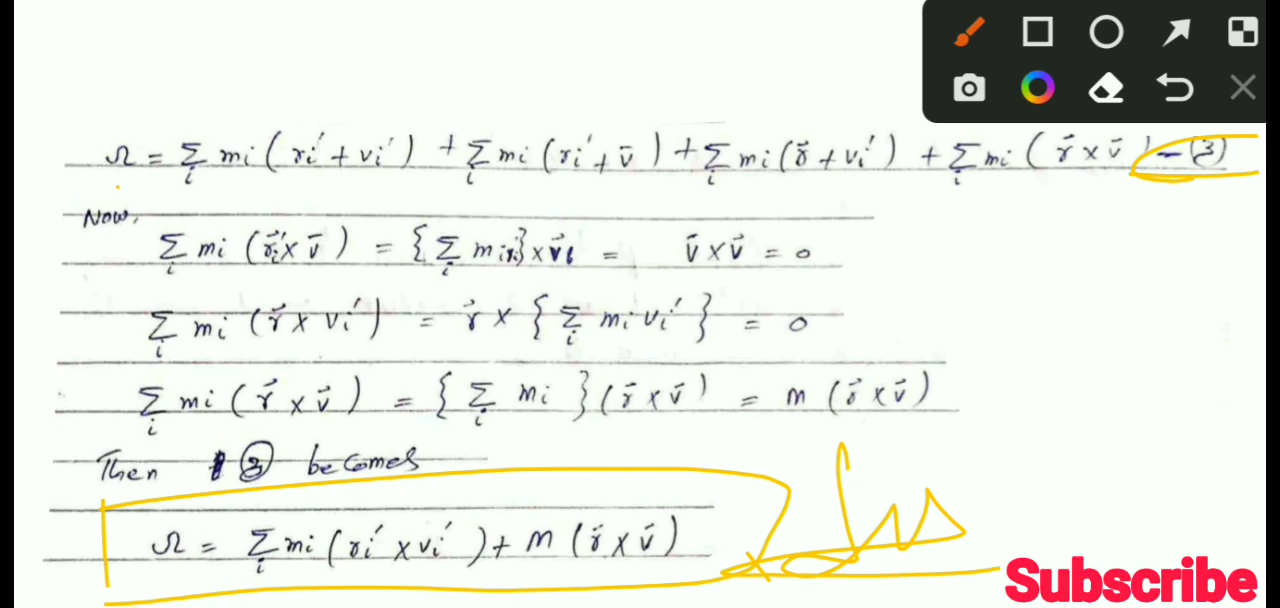 Ω = Σᵢ mi ( ri′ + vi′ ) + Σᵢ mi ( ri′ + v̄ ) + Σᵢ mi ( r⃗ + vi′ ) + Σᵢ mi ( r⃗ × v̄ ) – (3)
Now,
Σᵢ mi ( r⃗i′ × v̄ ) = { Σᵢ mi ri } × v⃗ = v̄ × v⃗ = 0
Σᵢ mi ( r⃗ × vi′ ) = r⃗ × { Σᵢ mi vi′ } = 0
Σᵢ mi ( r⃗ × v⃗ ) = { Σᵢ mi } ( r⃗ × v⃗ ) = m ( r⃗ × v⃗ )
Then (3) becomes
Ω = Σᵢ mi ( ri′ × vi′ ) + m ( r⃗ × v⃗ )
Subscribe